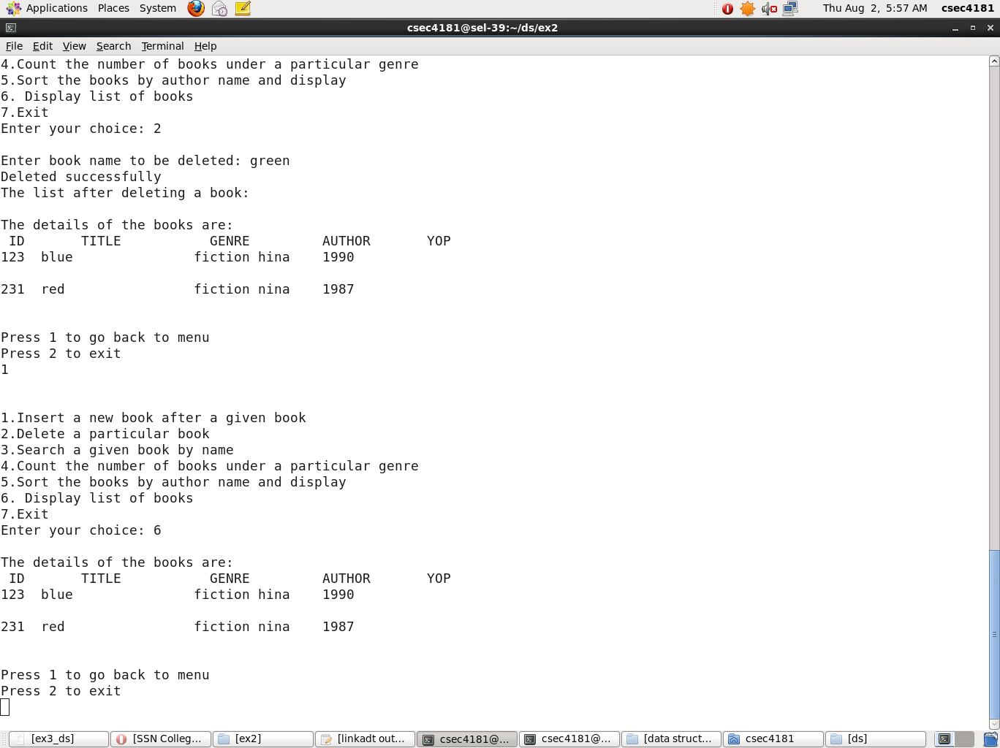 Applications Places System Thu Aug 2, 5:57 AM csec4181
csec4181@sel-39:~/ds/ex2
File Edit View Search Terminal Help
4.Count the number of books under a particular genre
5.Sort the books by author name and display
6. Display list of books
7.Exit
Enter your choice: 2
Enter book name to be deleted: green
Deleted successfully
The list after deleting a book:
The details of the books are:
ID TITLE GENRE AUTHOR YOP
123 blue fiction hina 1990
231 red fiction nina 1987
Press 1 to go back to menu
Press 2 to exit
1
1.Insert a new book after a given book
2.Delete a particular book
3.Search a given book by name
4.Count the number of books under a particular genre
5.Sort the books by author name and display
6. Display list of books
7.Exit
Enter your choice: 6
The details of the books are:
ID TITLE GENRE AUTHOR YOP
123 blue fiction hina 1990
231 red fiction nina 1987
Press 1 to go back to menu
Press 2 to exit
[ex3_ds] [SSN Colleg... [ex2] [linkadt out... csec4181@... csec4181@... [data struct... csec4181 [ds]